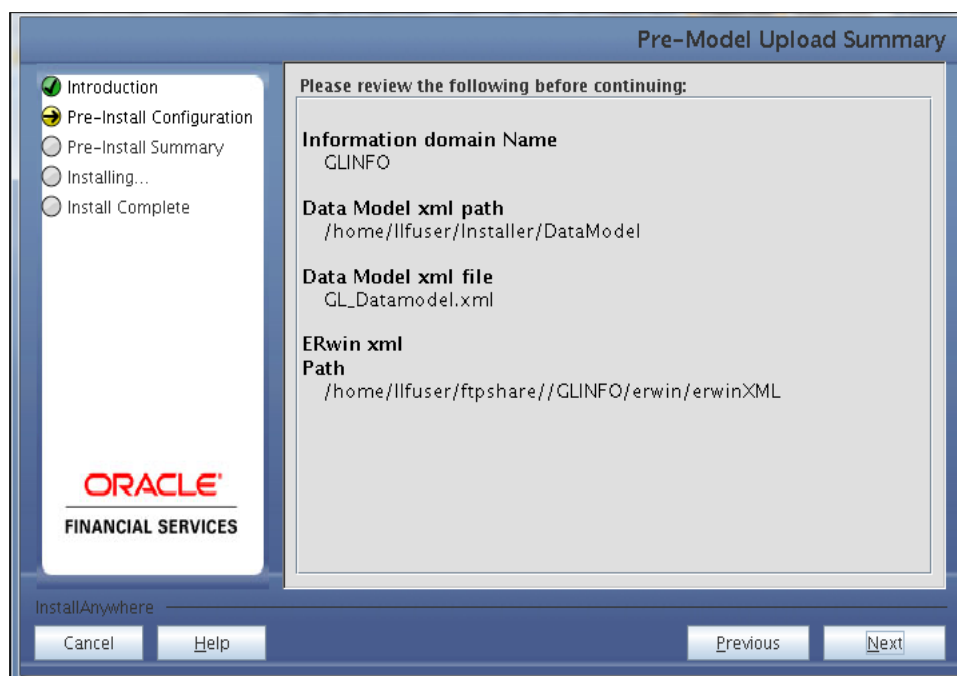 Pre-Model Upload Summary
Introduction
Pre-Install Configuration
Pre-Install Summary
Installing...
Install Complete
ORACLE
FINANCIAL SERVICES
Please review the following before continuing:
Information domain Name
GLINFO
Data Model xml path
/home/llfuser/Installer/DataModel
Data Model xml file
GL_Datamodel.xml
ERwin xml
Path
/home/llfuser/ftpshare//GLINFO/erwin/erwinXML
InstallAnywhere
Cancel
Help
Previous
Next